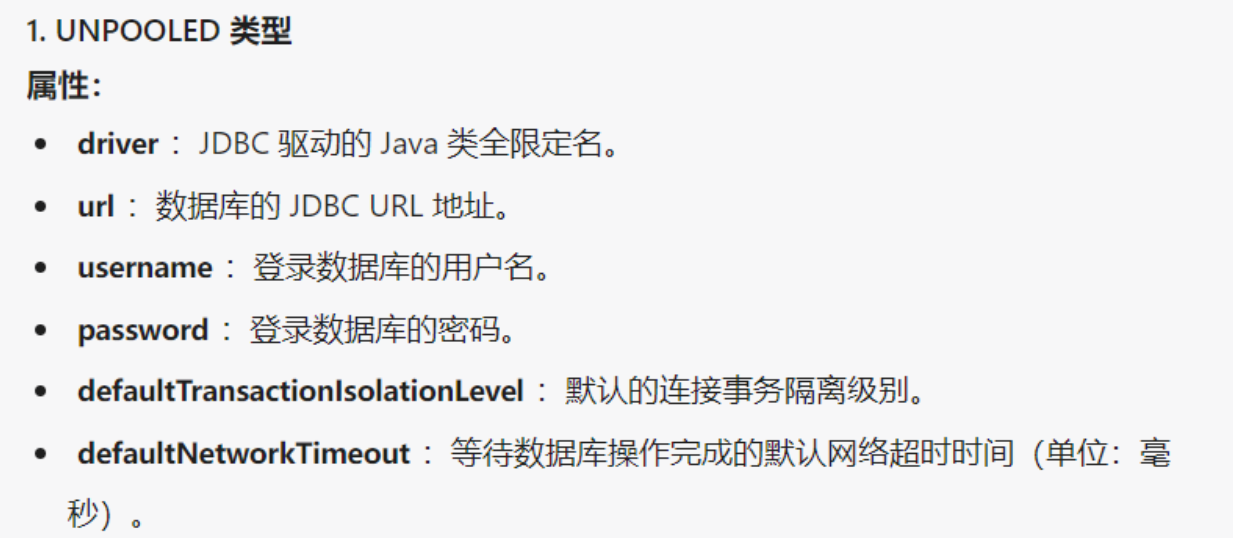 1. UNPOOLED 类型
属性：
• driver ： JDBC 驱动的 Java 类全限定名。
• url ： 数据库的 JDBC URL 地址。
• username ： 登录数据库的用户名。
• password ： 登录数据库的密码。
• defaultTransactionIsolationLevel ： 默认的连接事务隔离级别。
• defaultNetworkTimeout ： 等待数据库操作完成的默认网络超时时间（单位：毫
秒）。